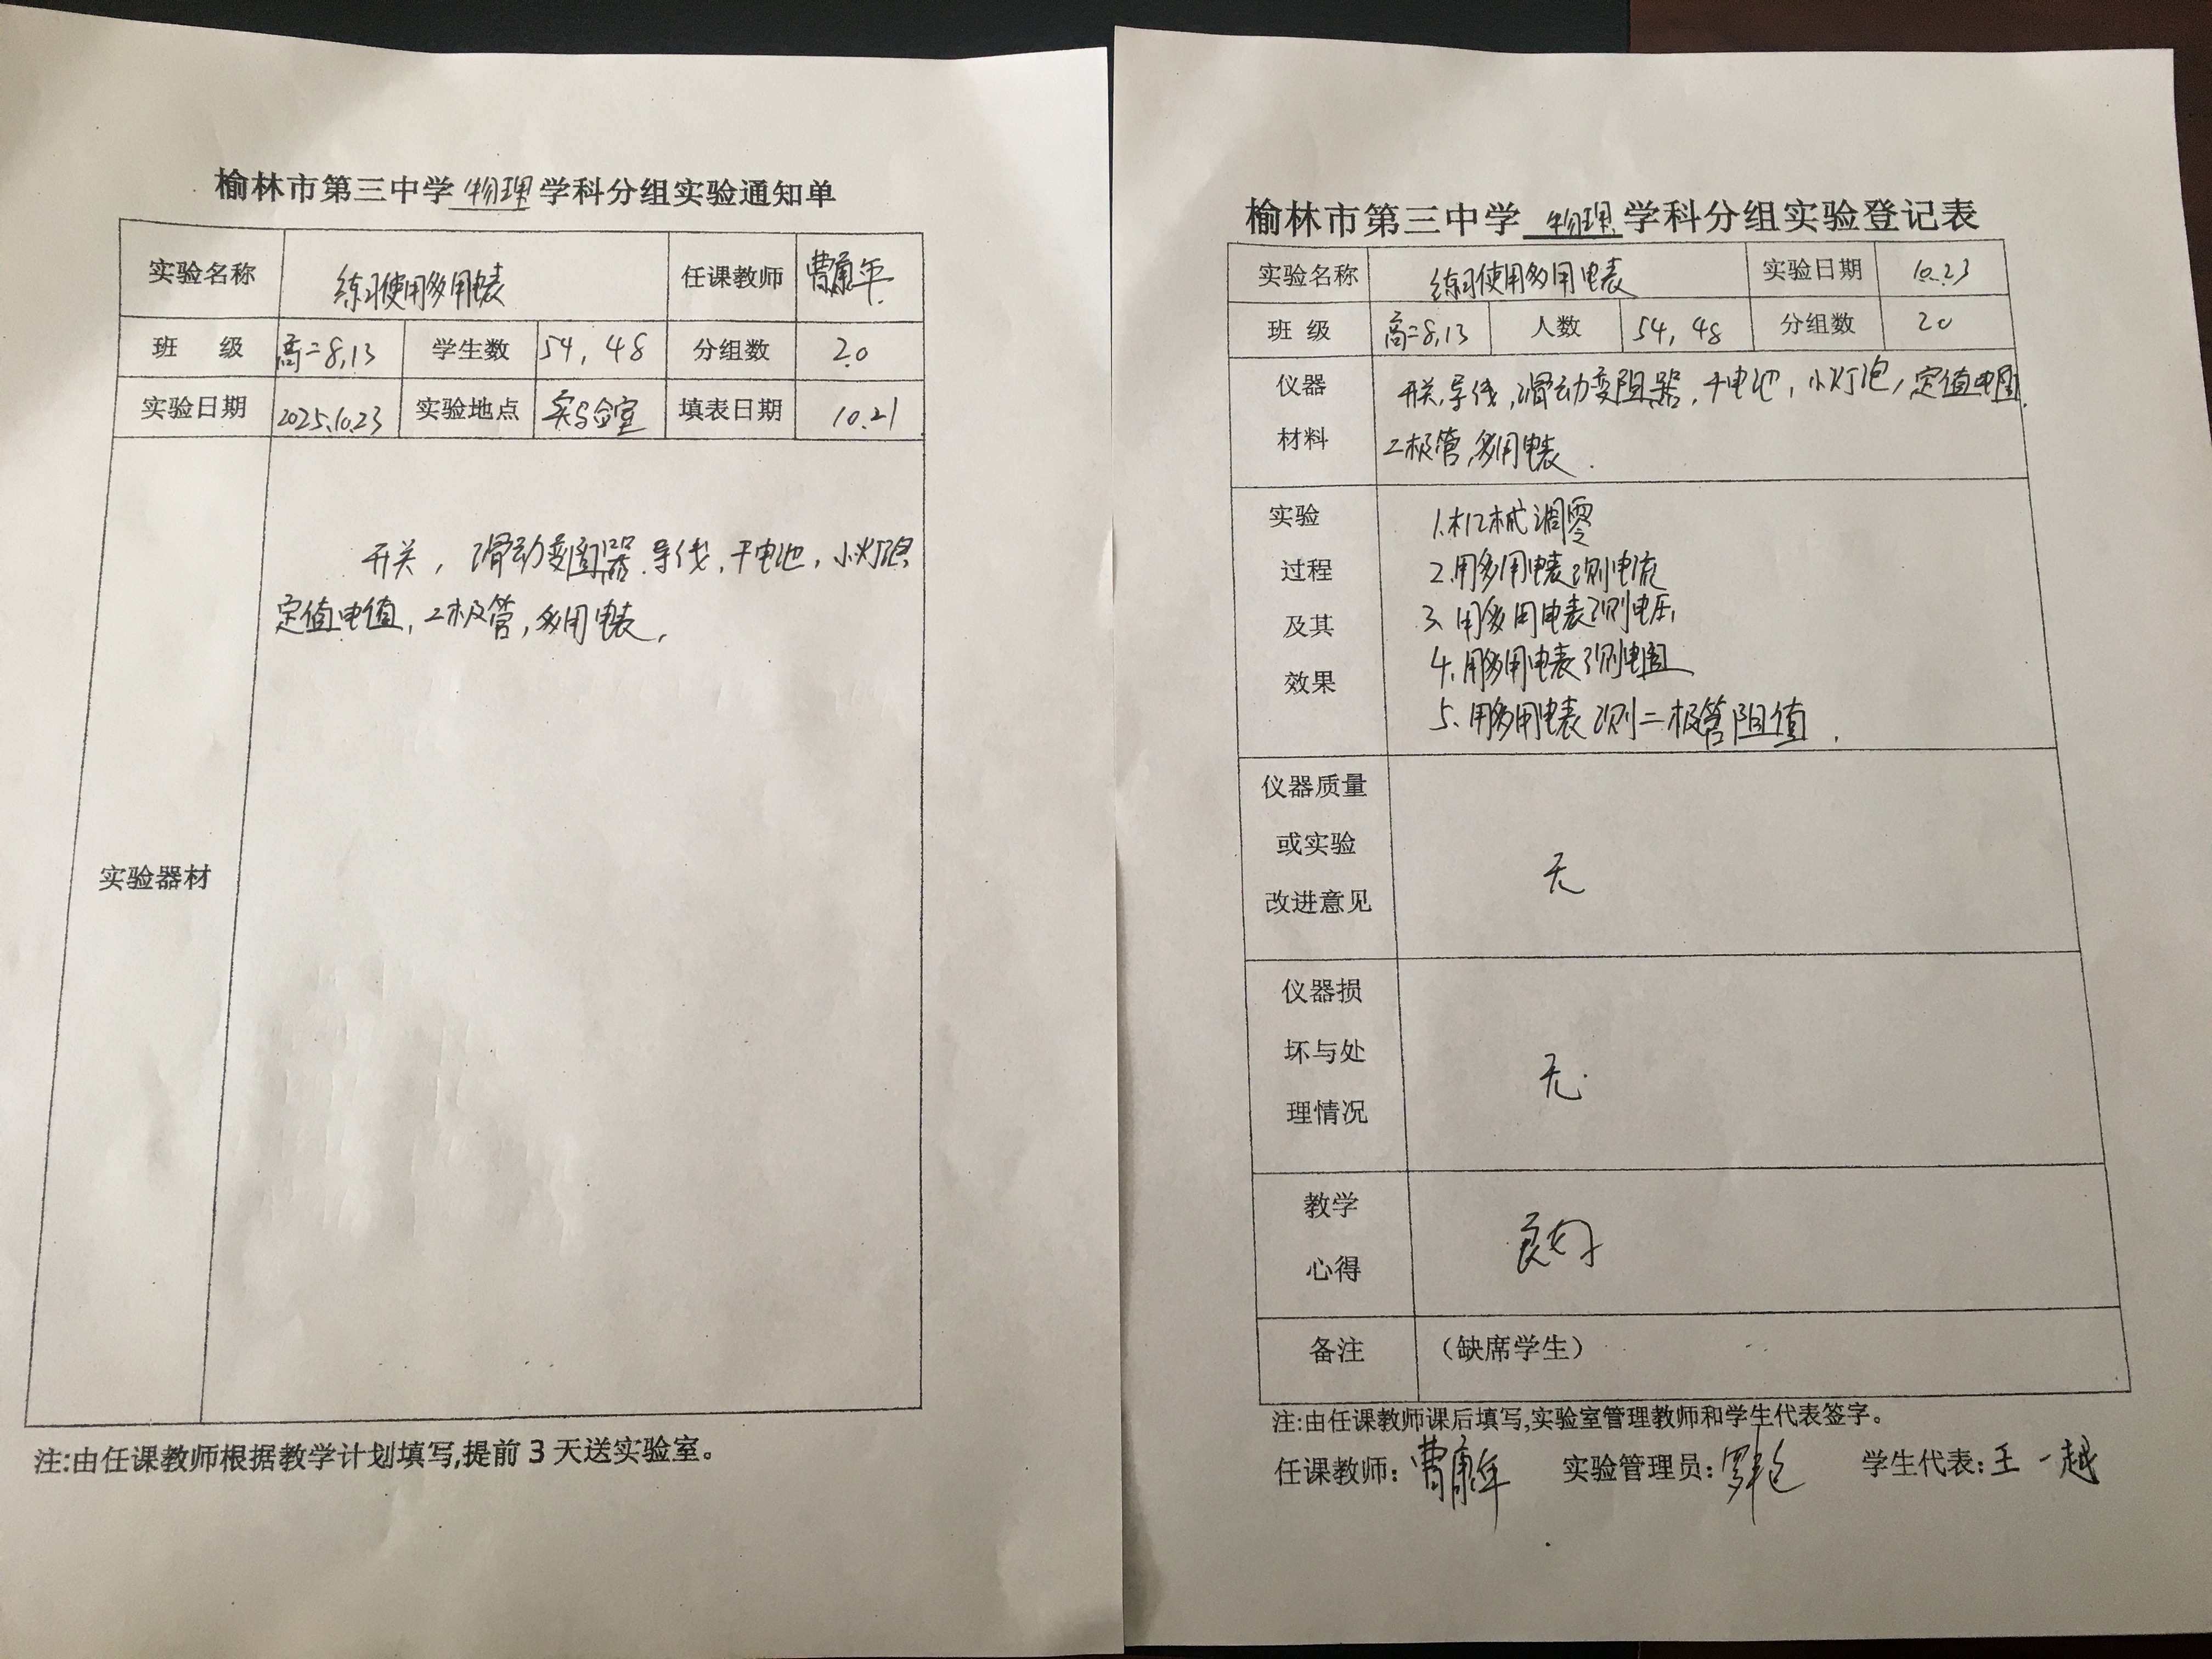 榆林市第三中学 物理 学科分组实验通知单
实验名称 练习使用多用电表 任课教师 曹康年
班 级 高二8,13 学生数 54,48 分组数 20
实验日期 2025.10.23 实验地点 实验室 填表日期 10.21
实验器材
开关,滑动变阻器.导线,干电池,小灯泡
定值电值,二极管,多用电表,
注:由任课教师根据教学计划填写,提前3天送实验室。
榆林市第三中学 物理 学科分组实验登记表
实验名称 练习使用多用电表 实验日期 10.23
班 级 高二8,13 人数 54,48 分组数 20
仪器 开关,导线,滑动变阻器,干电池,小灯泡,定值电阻.
材料 二极管,多用电表.
实验 1.机械调零
过程 2.用多用电表测电流
及其 3、用多用电表测电压
效果 4.用多用电表测电阻
5、用多用电表测二极管阻值.
仪器质量
或实验 无
改进意见
仪器损
坏与处 无.
理情况
教学 良好
心得
备注 (缺席学生)
注:由任课教师课后填写,实验室管理教师和学生代表签字。
任课教师:曹康年 实验管理员: 学生代表:王一越